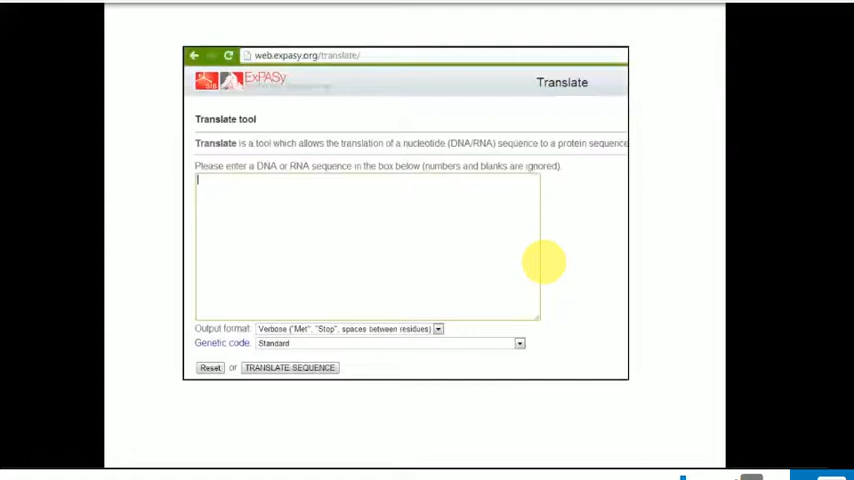 web.expasy.org/translate/
ExPASy
Translate
Translate tool
Translate is a tool which allows the translation of a nucleotide (DNA/RNA) sequence to a protein sequence
Please enter a DNA or RNA sequence in the box below (numbers and blanks are ignored).
Output format: Verbose ("Met", "Stop", spaces between residues)
Genetic code: Standard
Reset or TRANSLATE SEQUENCE